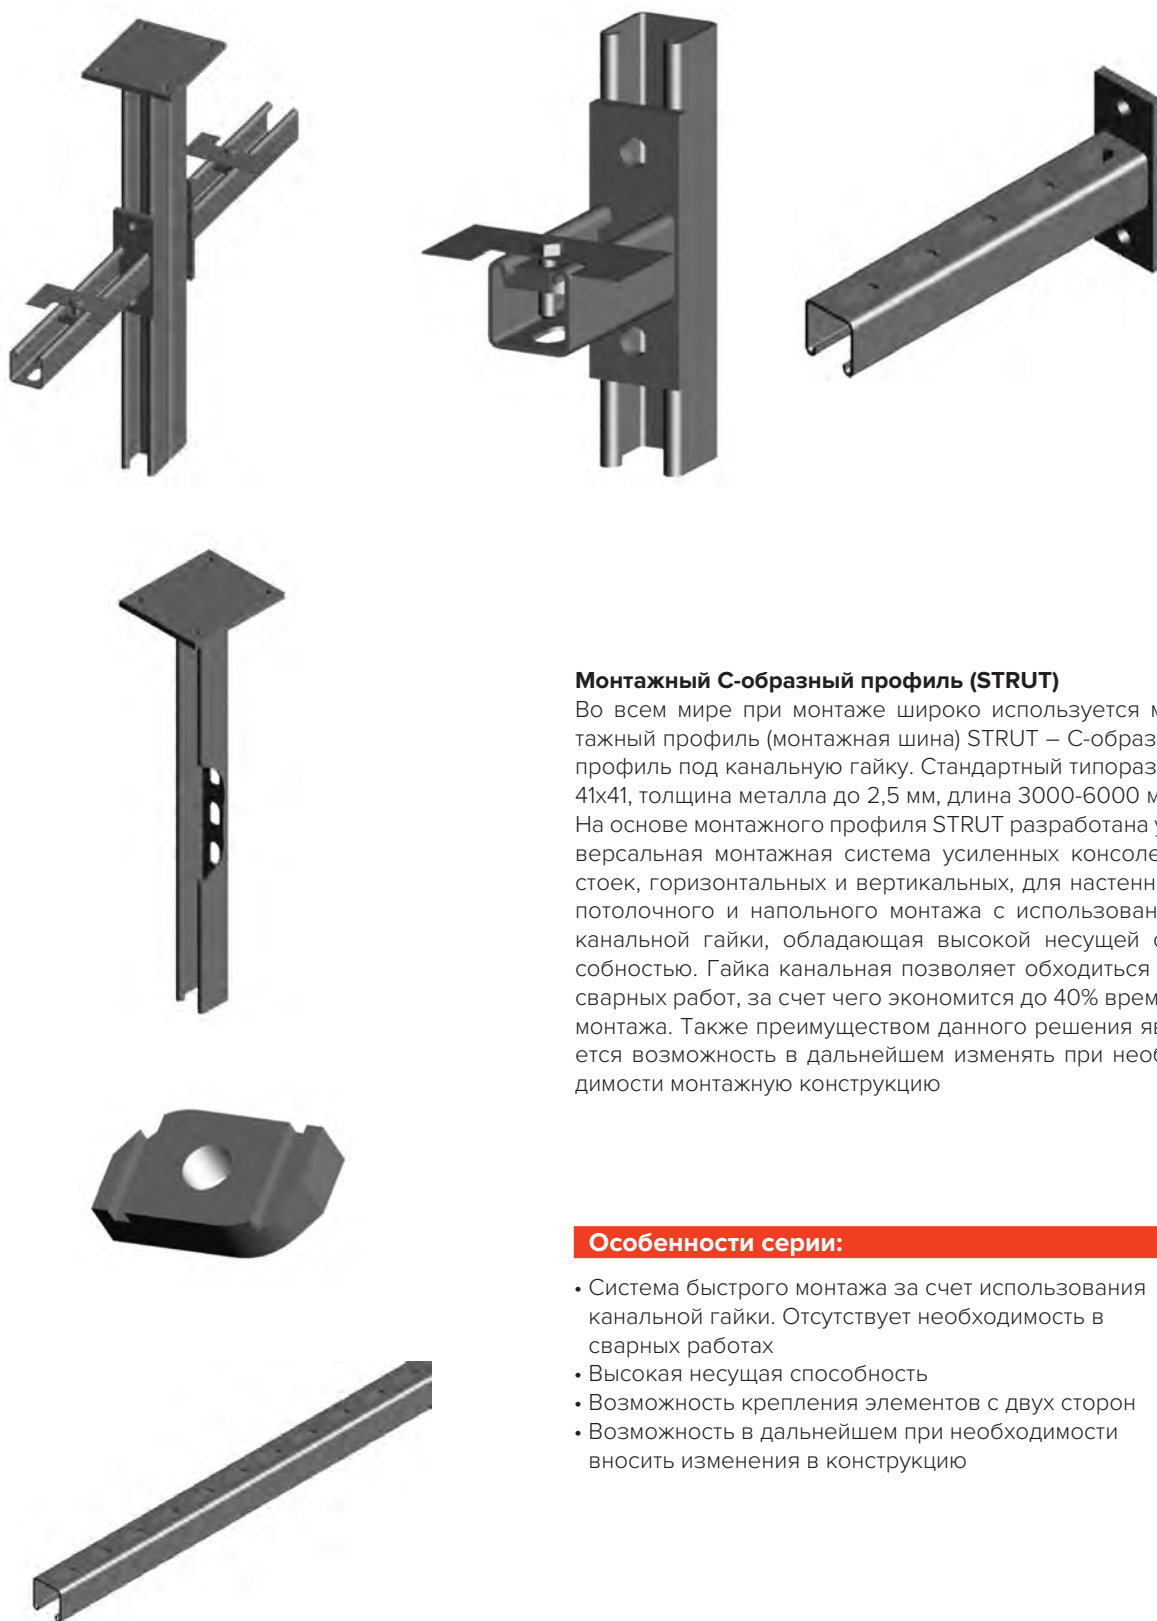 Монтажный С-образный профиль (STRUT)
Во всем мире при монтаже широко используется
тажный профиль (монтажная шина) STRUT – С-образ
профиль под канальную гайку. Стандартный типораз
41х41, толщина металла до 2,5 мм, длина 3000-6000 м
На основе монтажного профиля STRUT разработана
версальная монтажная система усиленных консоле
стоек, горизонтальных и вертикальных, для настенн
потолочного и напольного монтажа с использован
канальной гайки, обладающая высокой несущей
собностью. Гайка канальная позволяет обходиться
сварных работ, за счет чего экономится до 40% врем
монтажа. Также преимуществом данного решения яв
ется возможность в дальнейшем изменять при необ
димости монтажную конструкцию
Особенности серии:
• Система быстрого монтажа за счет использования
канальной гайки. Отсутствует необходимость в
сварных работах
• Высокая несущая способность
• Возможность крепления элементов с двух сторон
• Возможность в дальнейшем при необходимости
вносить изменения в конструкцию